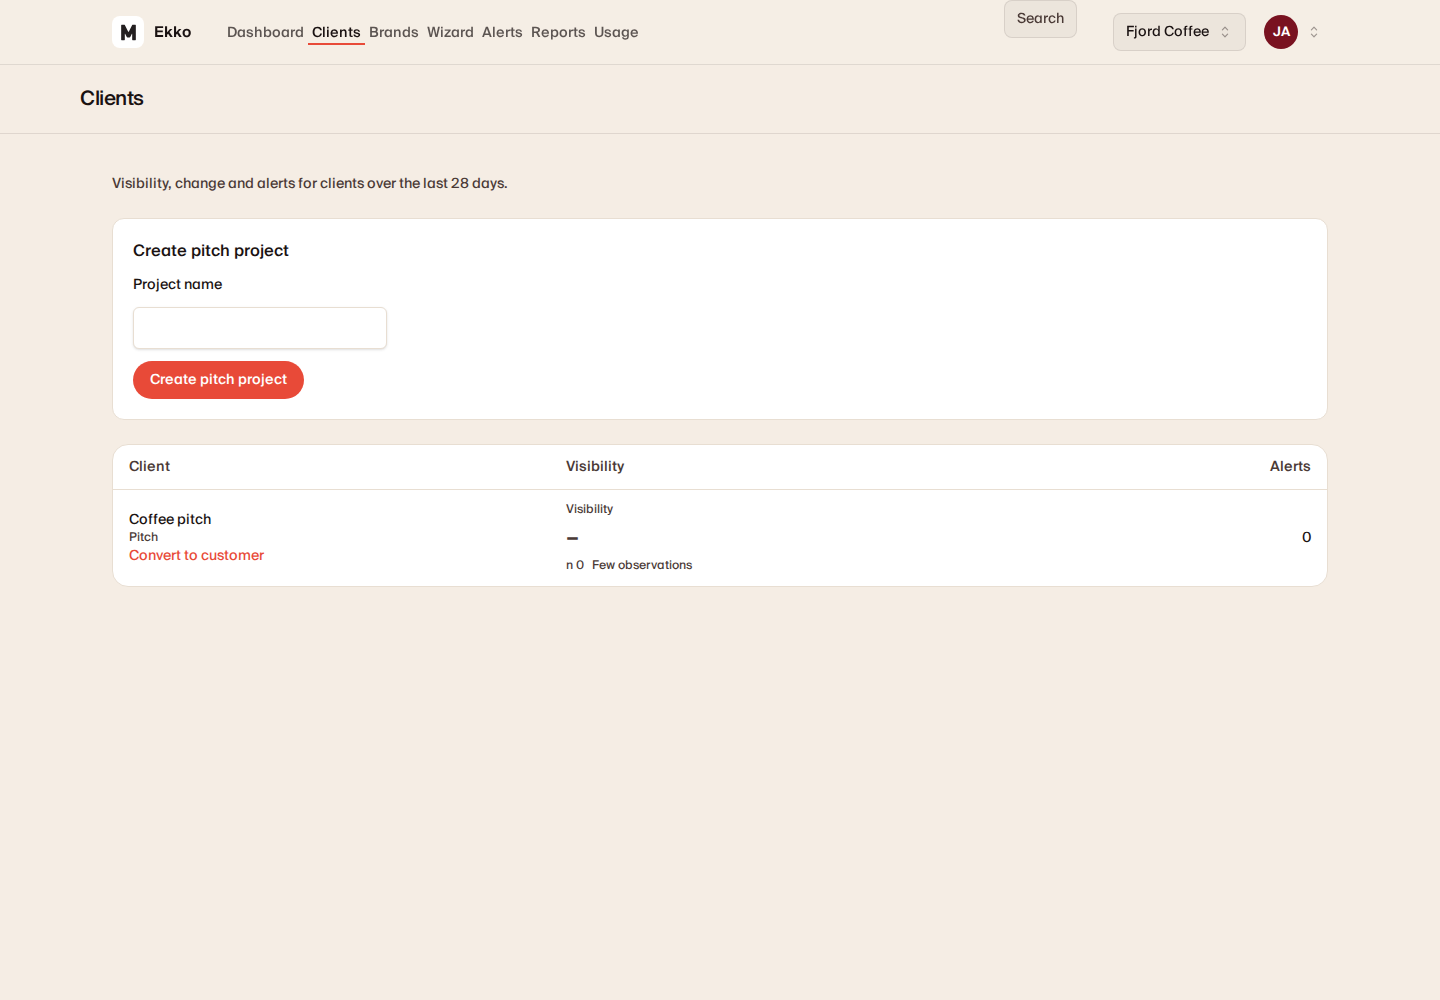 M Ekko Dashboard Clients Brands Wizard Alerts Reports Usage Search Fjord Coffee JA
Clients
Visibility, change and alerts for clients over the last 28 days.
Create pitch project
Project name
Create pitch project
Client Visibility Alerts
Coffee pitch
Pitch
Convert to customer
Visibility
–
n 0 Few observations
0